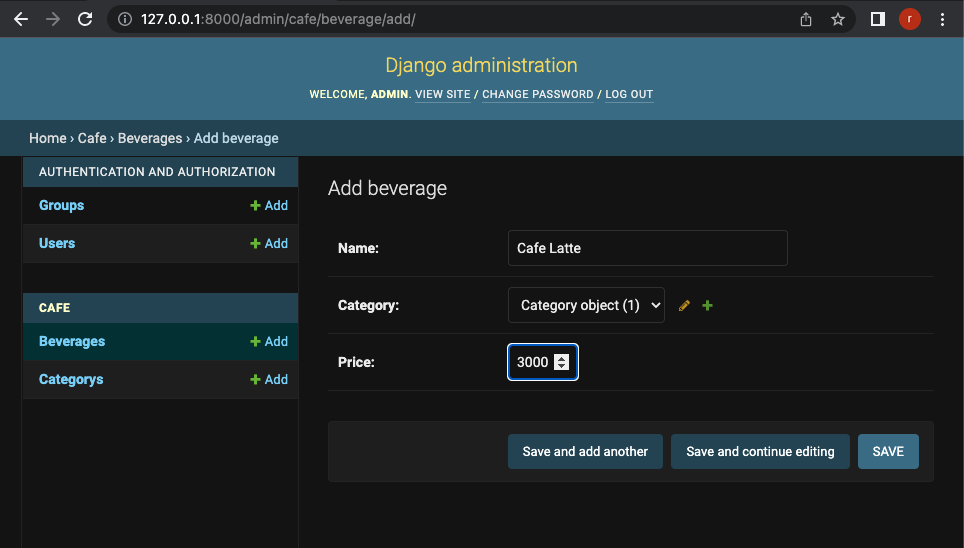 127.0.0.1:8000/admin/cafe/beverage/add/
r
Django administration
WELCOME, ADMIN. VIEW SITE / CHANGE PASSWORD / LOG OUT
Home › Cafe › Beverages › Add beverage
AUTHENTICATION AND AUTHORIZATION
Groups + Add
Users + Add
CAFE
Beverages + Add
Categorys + Add
Add beverage
Name: Cafe Latte
Category: Category object (1)
Price: 3000
Save and add another Save and continue editing SAVE